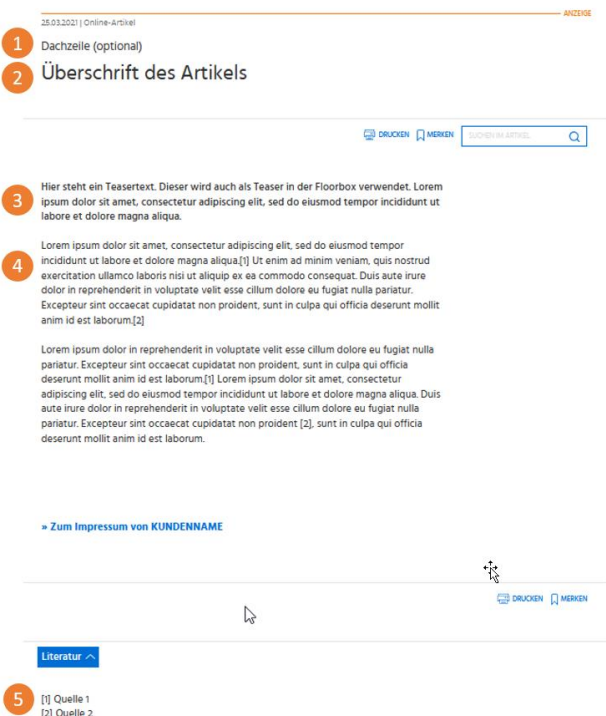 ANZEIGE
25.03.2021 | Online-Artikel
1
Dachzeile (optional)
2
Überschrift des Artikels
DRUCKEN MERKEN SUCHEN IM ARTIKEL
3
Hier steht ein Teasertext. Dieser wird auch als Teaser in der Floorbox verwendet. Lorem
ipsum dolor sit amet, consectetur adipiscing elit, sed do eiusmod tempor incididunt ut
labore et dolore magna aliqua.
4
Lorem ipsum dolor sit amet, consectetur adipiscing elit, sed do eiusmod tempor
incididunt ut labore et dolore magna aliqua.[1] Ut enim ad minim veniam, quis nostrud
exercitation ullamco laboris nisi ut aliquip ex ea commodo consequat. Duis aute irure
dolor in reprehenderit in voluptate velit esse cillum dolore eu fugiat nulla pariatur.
Excepteur sint occaecat cupidatat non proident, sunt in culpa qui officia deserunt mollit
anim id est laborum.[2]
Lorem ipsum dolor in reprehenderit in voluptate velit esse cillum dolore eu fugiat nulla
pariatur. Excepteur sint occaecat cupidatat non proident, sunt in culpa qui officia
deserunt mollit anim id est laborum.[1] Lorem ipsum dolor sit amet, consectetur
adipiscing elit, sed do eiusmod tempor incididunt ut labore et dolore magna aliqua. Duis
aute irure dolor in reprehenderit in voluptate velit esse cillum dolore eu fugiat nulla
pariatur. Excepteur sint occaecat cupidatat non proident [2], sunt in culpa qui officia
deserunt mollit anim id est laborum.
» Zum Impressum von KUNDENNAME
DRUCKEN MERKEN
Literatur
5
[1] Quelle 1
[2] Quelle 2